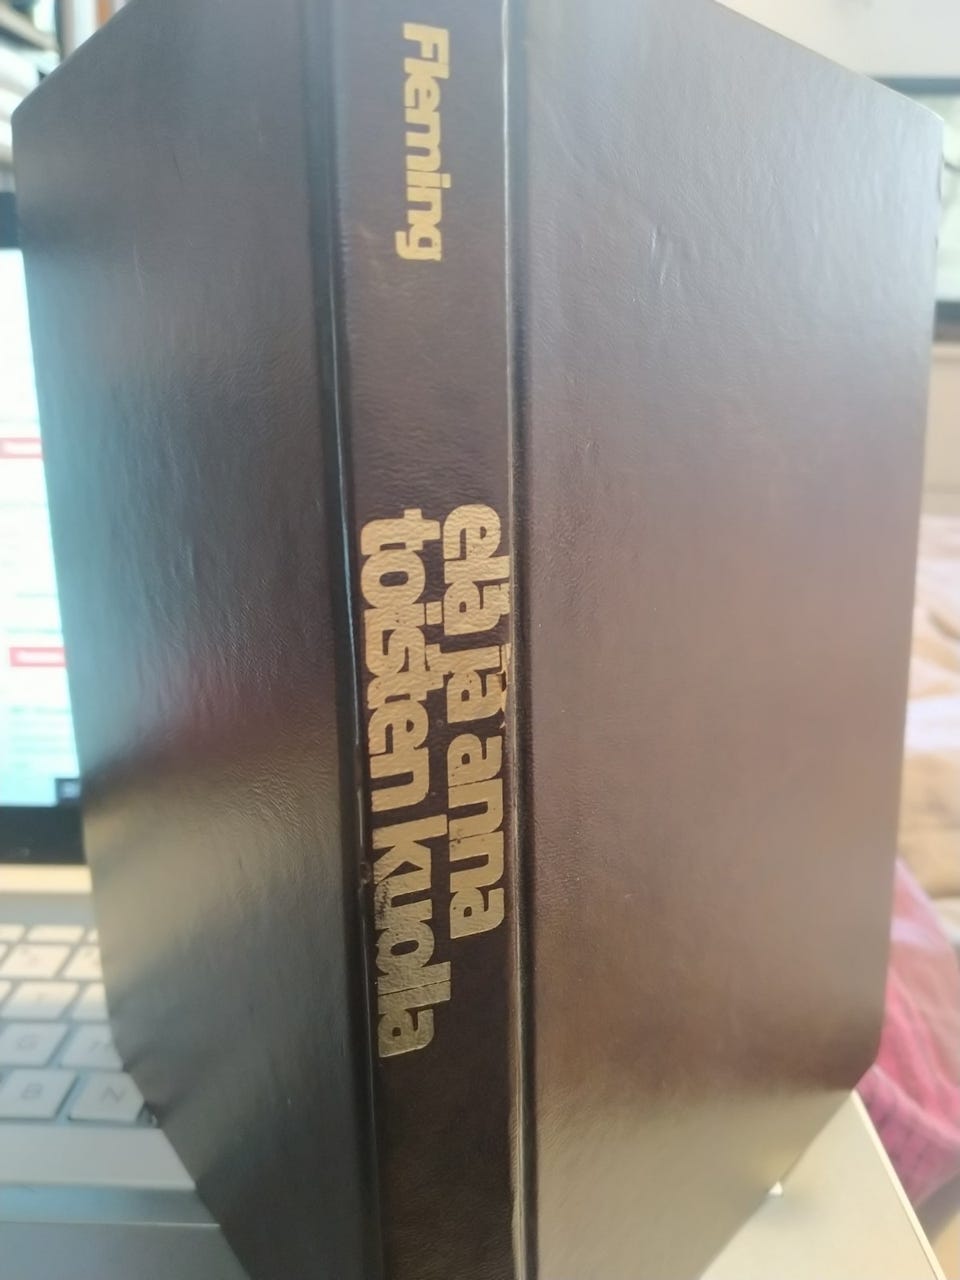 Fleming
elä ja anna
toisten kuolla
G
B
N